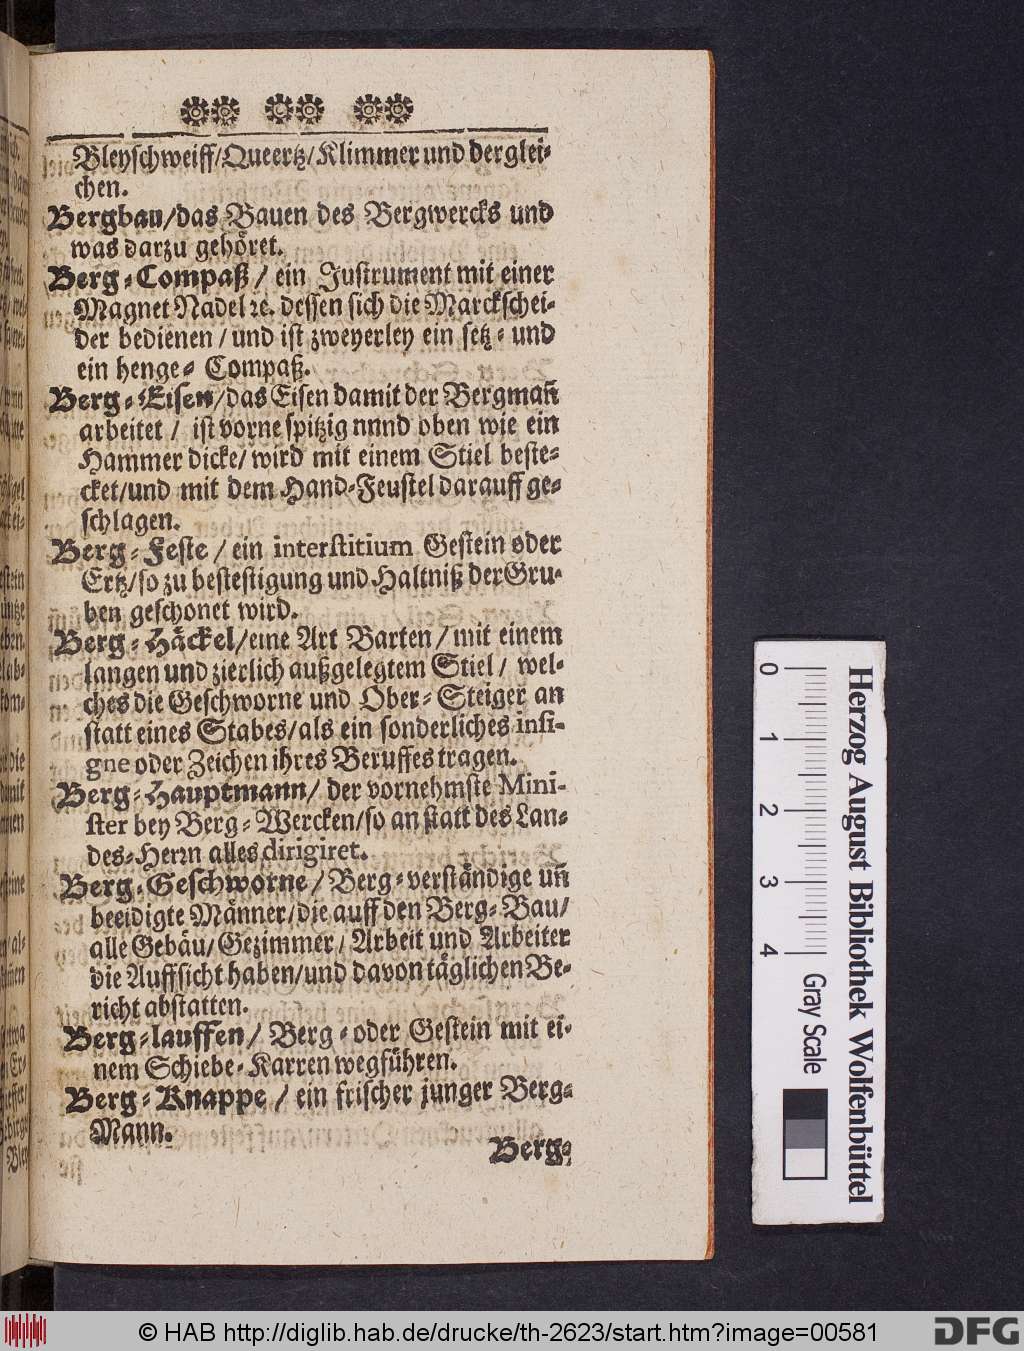 Bleyschweiff/Queertz/Klimmer und derglei-
chen.
Bergbau/das Bauen des Bergwercks und
was darzu gehöret.
Berg-Compaß / ein Justrument mit einer
Magnet Nadel ꝛc. dessen sich die Marckschei-
der bedienen / und ist zweyerley ein setz- und
ein henge- Compaß.
Berg-Eisen/das Eisen damit der Bergmañ
arbeitet / ist vorne spitzig nnnd oben wie ein
Hammer dicke/ wird mit einem Stiel beste-
cket/und mit dem Hand-Feustel darauff ge-
schlagen.
Berg-Feste / ein interstitium Gestein oder
Ertz/so zu bestestigung und Haltniß der Gru-
ben geschonet wird.
Berg-Häckel/eine Art Barten / mit einem
langen und zierlich außgelegtem Stiel / wel-
ches die Geschworne und Ober-Steiger an
statt eines Stabes/als ein sonderliches insi-
gne oder Zeichen ihres Beruffes tragen.
Berg-Hauptmann/ der vornehmste Mini-
ster bey Berg-Wercken/so an statt des Lan-
des-Herrn alles dirigiret.
Berg-Geschworne / Berg-verständige uñ
beeidigte Männer/die auff den Berg-Bau/
alle Gebäu/ Gezimmer / Arbeit und Arbeiter
die Auffsicht haben/und davon täglichen Be-
richt abstatten.
Berg-lauffen / Berg-oder Gestein mit ei-
nem Schiebe-Karren wegführen.
Berg-Knappe / ein frischer junger Berg-
Mann.
Berg-
0 1 2 3 4 Gray Scale
Herzog August Bibliothek Wolfenbüttel
© HAB http://diglib.hab.de/drucke/th-2623/start.htm?image=00581
DFG